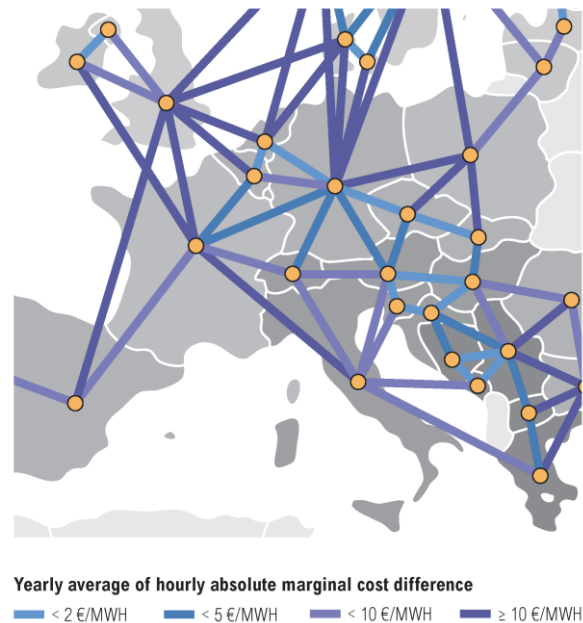 Yearly average of hourly absolute marginal cost difference
< 2 €/MWH < 5 €/MWH < 10 €/MWH ≥ 10 €/MWH